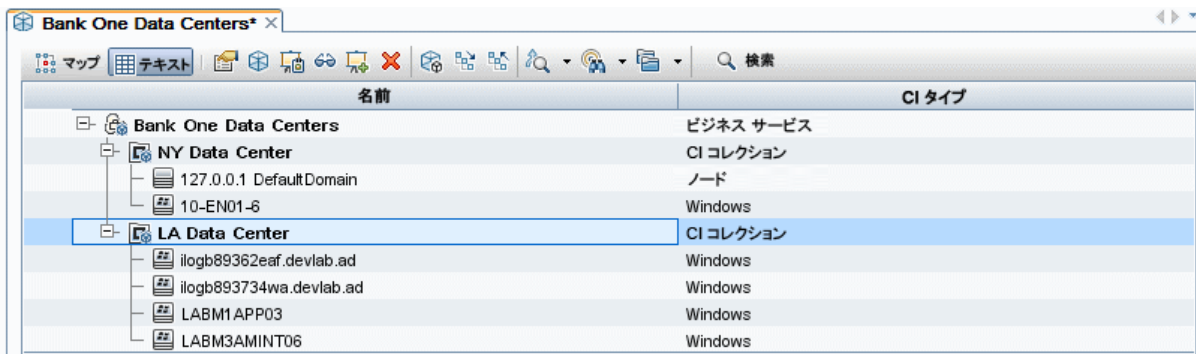 Bank One Data Centers*
マップ テキスト 検索
名前 CI タイプ
Bank One Data Centers ビジネス サービス
NY Data Center CI コレクション
127.0.0.1 DefaultDomain ノード
10-EN01-6 Windows
LA Data Center CI コレクション
ilogb89362eaf.devlab.ad Windows
ilogb893734wa.devlab.ad Windows
LABM1APP03 Windows
LABM3AMINT06 Windows